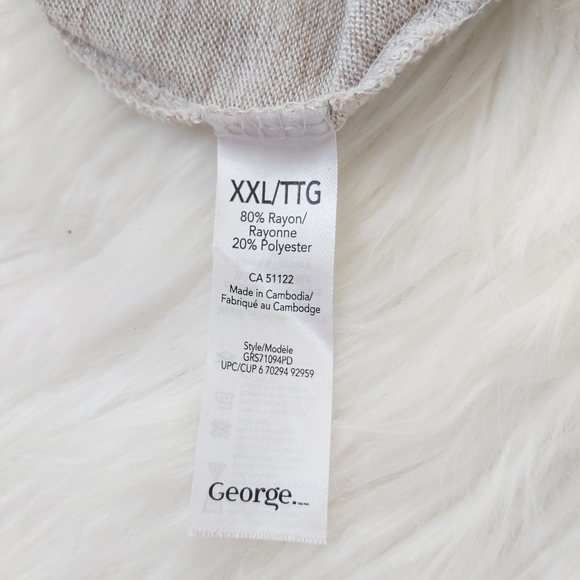 XXL/TTG
80% Rayon/
Rayonne
20% Polyester
CA 51122
Made in Cambodia/
Fabriqué au Cambodge
Style/Modèle
GRS71094PD
UPC/CUP 6 70294 92959
George.